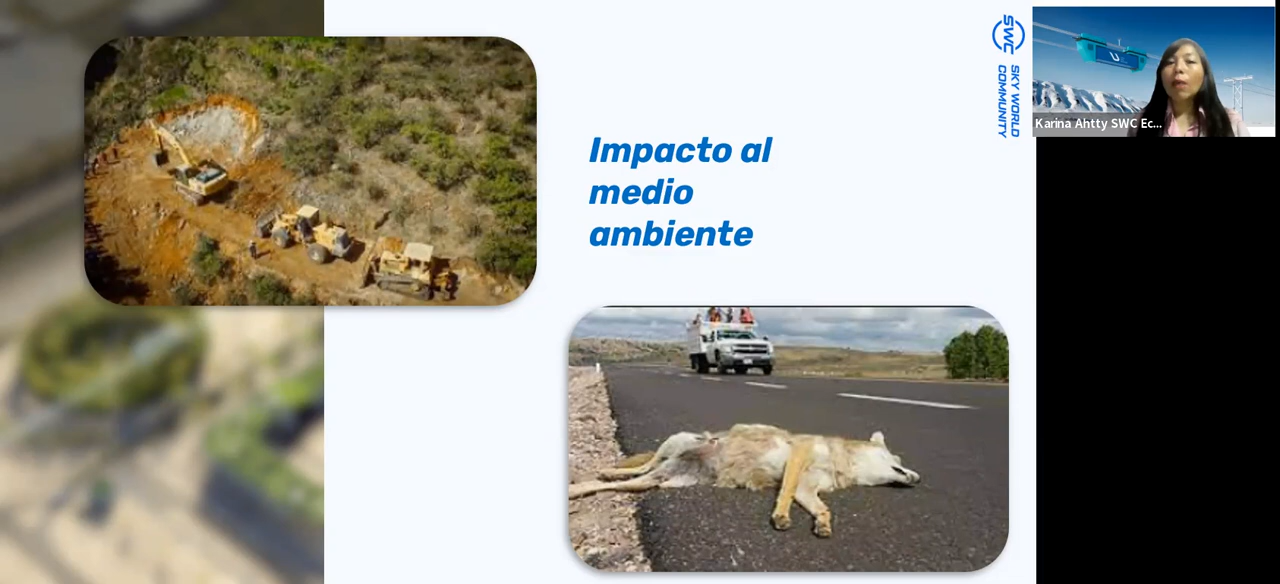 Impacto al
medio
ambiente
SWC
SKY WORLD
COMMUNITY
Karina Ahtty SWC Ec...